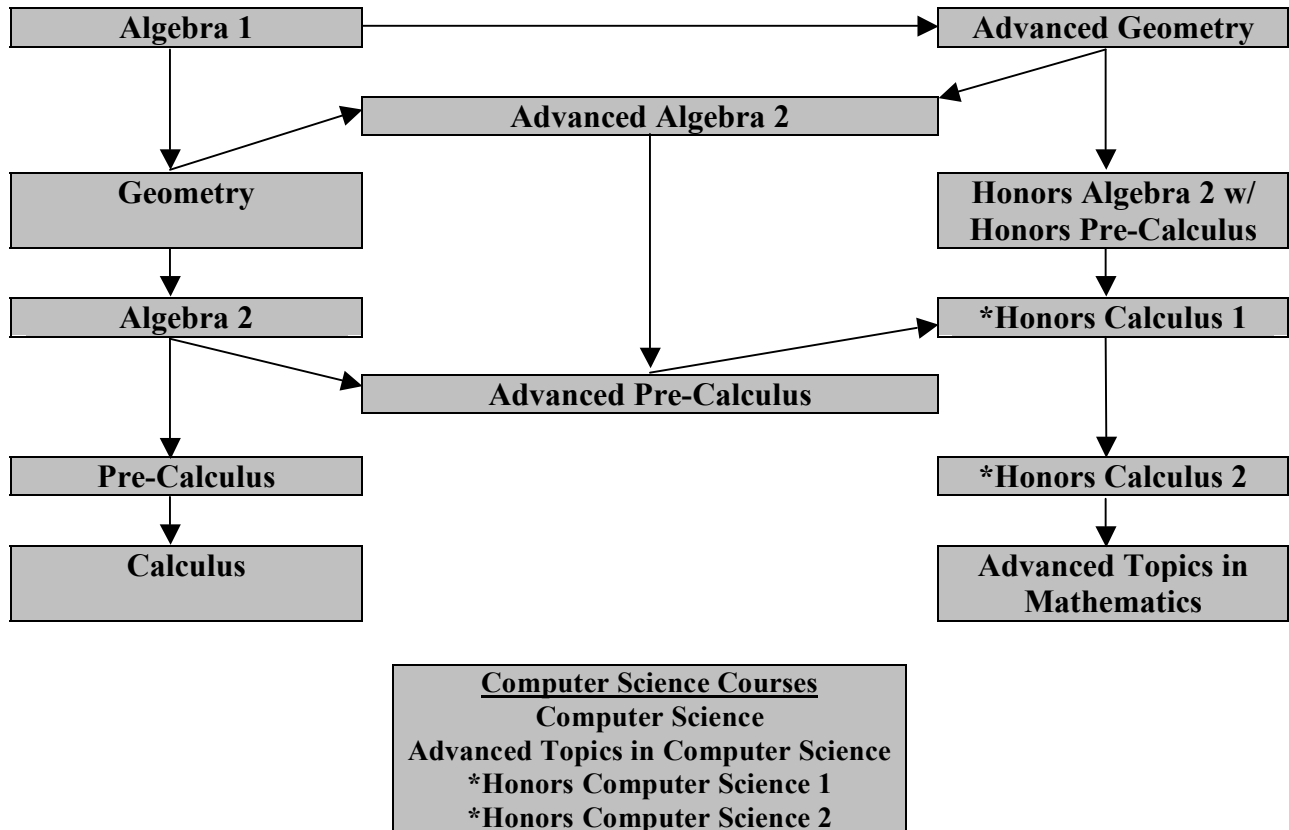 Algebra 1
Advanced Geometry
Advanced Algebra 2
Geometry
Honors Algebra 2 w/
Honors Pre-Calculus
Algebra 2
*Honors Calculus 1
Advanced Pre-Calculus
Pre-Calculus
*Honors Calculus 2
Calculus
Advanced Topics in
Mathematics
Computer Science Courses
Computer Science
Advanced Topics in Computer Science
*Honors Computer Science 1
*Honors Computer Science 2